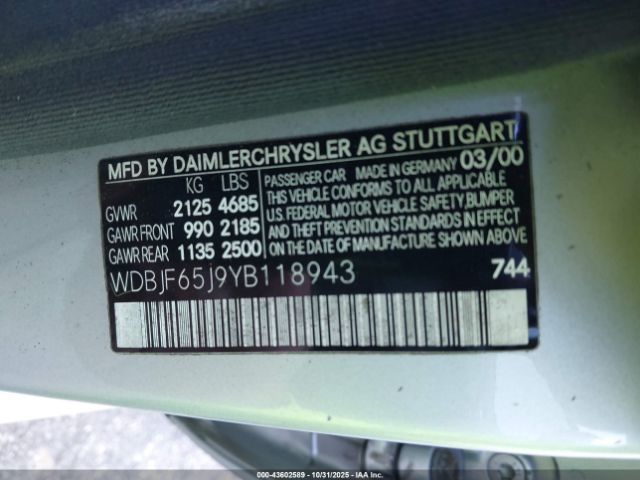 MFD BY DAIMLERCHRYSLER AG STUTTGART
KG LBS
GVWR 2125 4685
GAWR FRONT 990 2185
GAWR REAR 1135 2500
PASSENGER CAR MADE IN GERMANY 03/00
THIS VEHICLE CONFORMS TO ALL APPLICABLE
U.S. FEDERAL MOTOR VEHICLE SAFETY, BUMPER
AND THEFT PREVENTION STANDARDS IN EFFECT
ON THE DATE OF MANUFACTURE SHOWN ABOVE.
WDBJF65J9YB118943 744
000-43602589 - 10/31/2025 - IAAI.COM